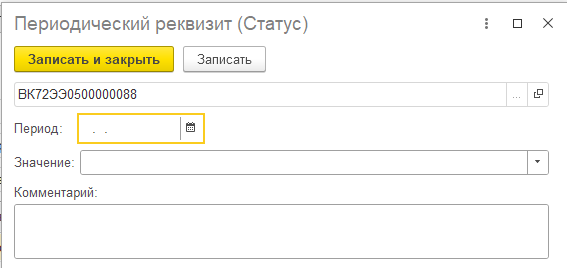 Периодический реквизит (Статус)
Записать и закрыть
Записать
ВК72ЭЭ0500000088
...
Период: . .
Значение:
Комментарий: